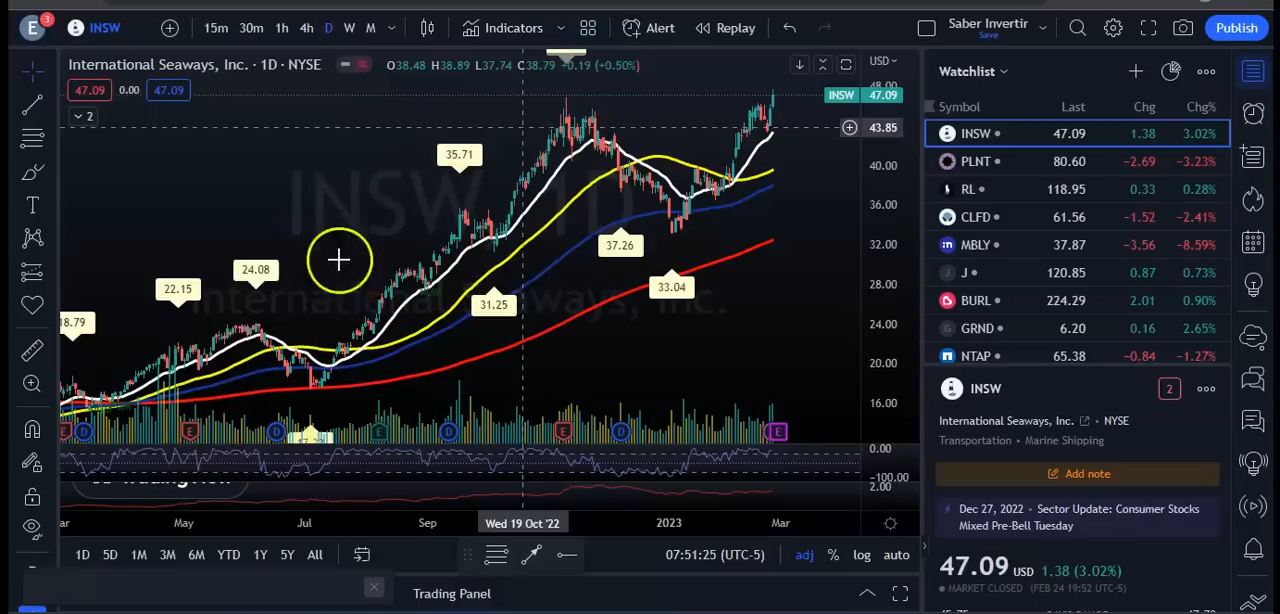 E 3 INSW 15m 30m 1h 4h D W M Indicators Alert Replay Saber Invertir Save Publish
International Seaways, Inc. · 1D · NYSE O38.48 H38.89 L37.74 C38.79 -0.19 (+0.50%) USD
47.09 0.00 47.09
2
48.00
INSW 47.09
43.85
40.00
36.00
32.00
28.00
24.00
20.00
16.00
0.00
-100.00
2.00
INSW, 1D
International Seaways, Inc.
35.71
37.26
24.08
33.04
22.15
31.25
18.79
E D E D E D E D E
May Jul Sep Wed 19 Oct '22 2023 Mar
1D 5D 1M 3M 6M YTD 1Y 5Y All 07:51:25 (UTC-5) adj % log auto
Trading Panel
Watchlist
Symbol Last Chg Chg%
INSW 47.09 1.38 3.02%
PLNT 80.60 -2.69 -3.23%
RL 118.95 0.33 0.28%
CLFD 61.56 -1.52 -2.41%
MBLY 37.87 -3.56 -8.59%
J 120.85 0.87 0.73%
BURL 224.29 2.01 0.90%
GRND 6.20 0.16 2.65%
NTAP 65.38 -0.84 -1.27%
INSW 2
International Seaways, Inc. · NYSE
Transportation · Marine Shipping
Add note
Dec 27, 2022 · Sector Update: Consumer Stocks
Mixed Pre-Bell Tuesday
47.09 USD 1.38 (3.02%)
MARKET CLOSED (FEB 24 19:52 UTC-5)